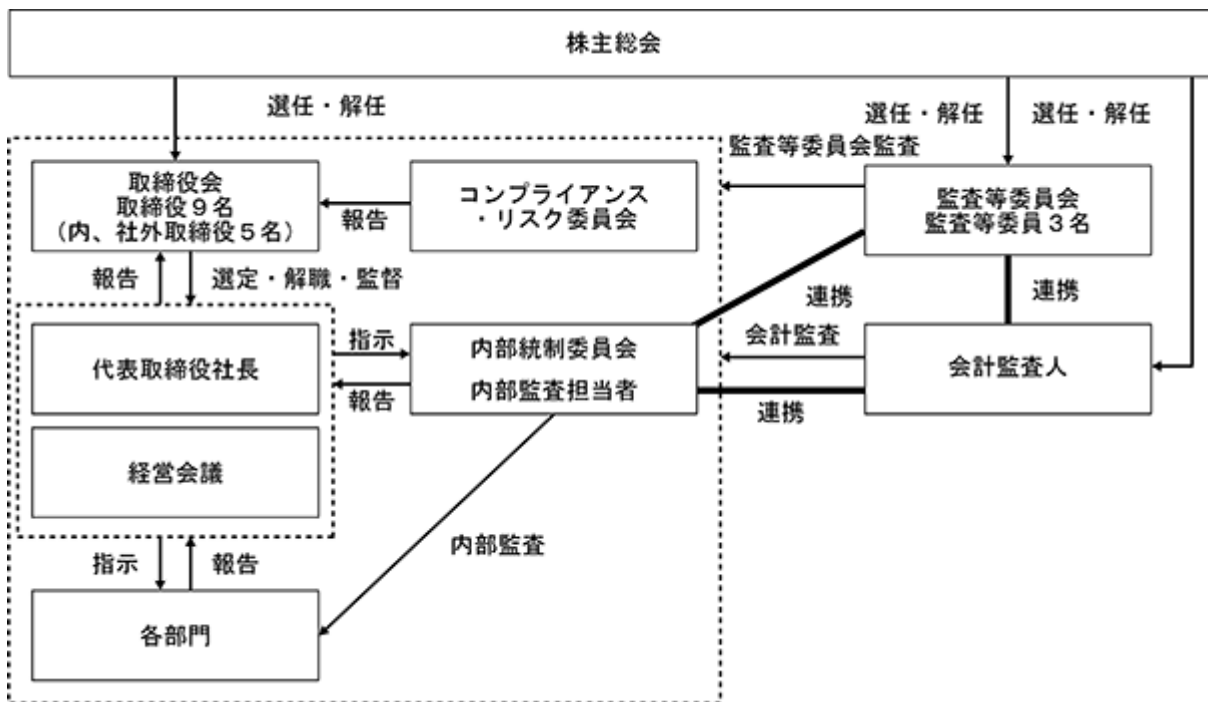 株主総会
選任・解任
選任・解任
選任・解任
監査等委員会監査
取締役会
取締役９名
（内、社外取締役５名）
報告
コンプライアンス
・リスク委員会
監査等委員会
監査等委員３名
報告
選定・解職・監督
連携
連携
代表取締役社長
指示
報告
内部統制委員会
内部監査担当者
会計監査
連携
会計監査人
経営会議
指示
報告
内部監査
各部門